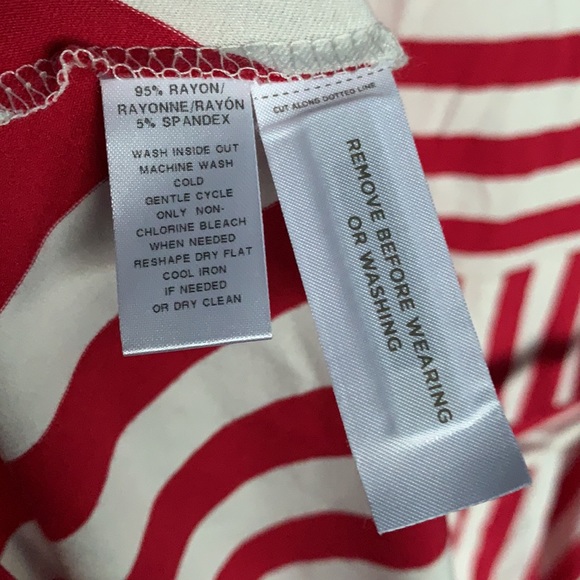 95% RAYON/
RAYONNE/RAYÓN
5% SPANDEX
WASH INSIDE OUT
MACHINE WASH
COLD
GENTLE CYCLE
ONLY NON-
CHLORINE BLEACH
WHEN NEEDED
RESHAPE DRY FLAT
COOL IRON
IF NEEDED
OR DRY CLEAN
CUT ALONG DOTTED LINE
REMOVE BEFORE WEARING
OR WASHING